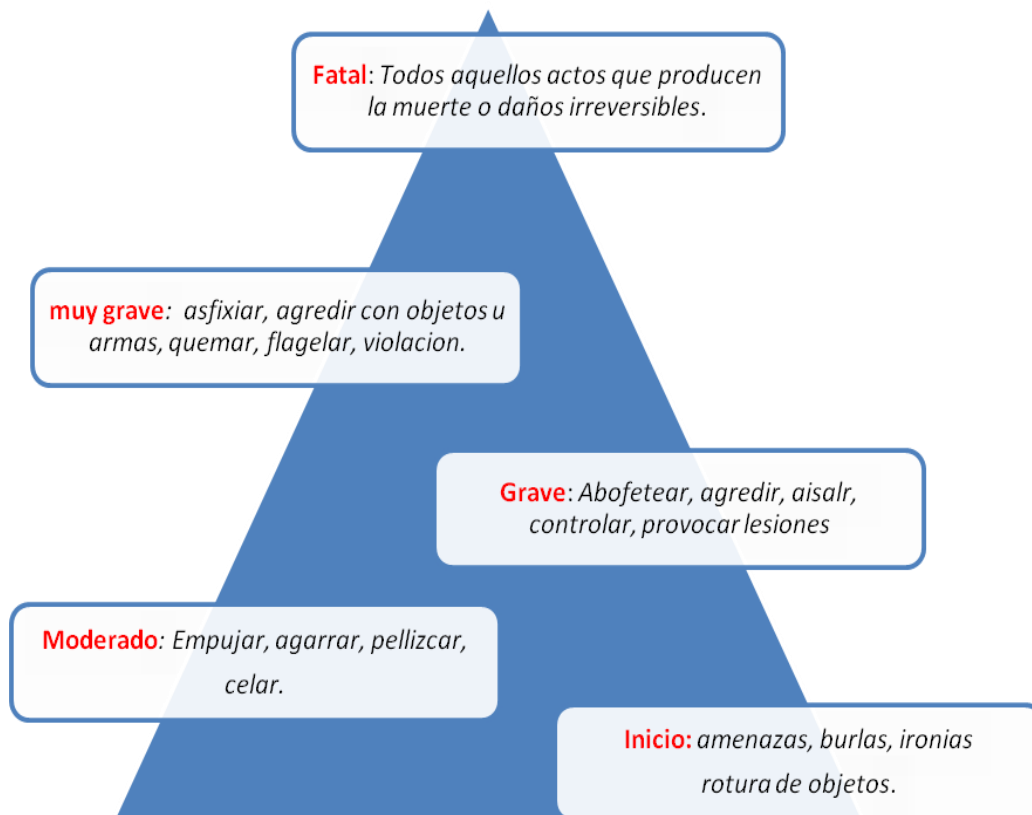 Fatal: Todos aquellos actos que producen
la muerte o daños irreversibles.
muy grave: asfixiar, agredir con objetos u
armas, quemar, flagelar, violacion.
Grave: Abofetear, agredir, aisalr,
controlar, provocar lesiones
Moderado: Empujar, agarrar, pellizcar,
celar.
Inicio: amenazas, burlas, ironias
rotura de objetos.